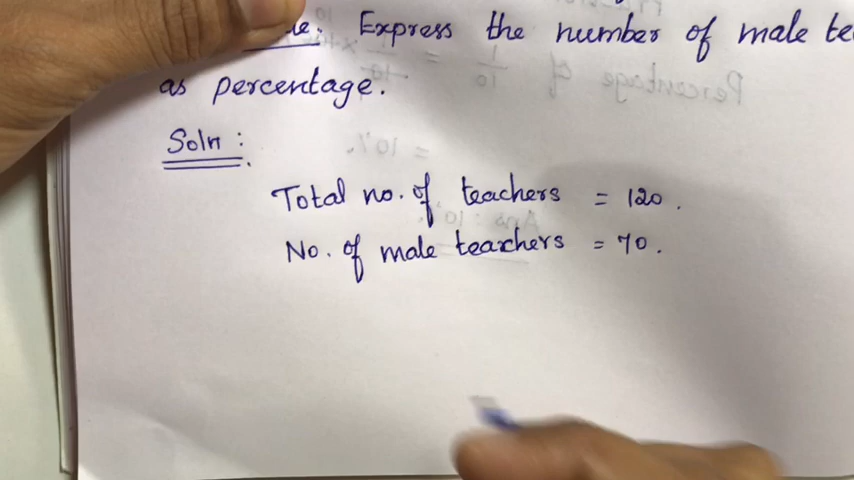 Express the number of male te
as percentage.
Soln :
Total no. of teachers = 120.
No. of male teachers = 70.